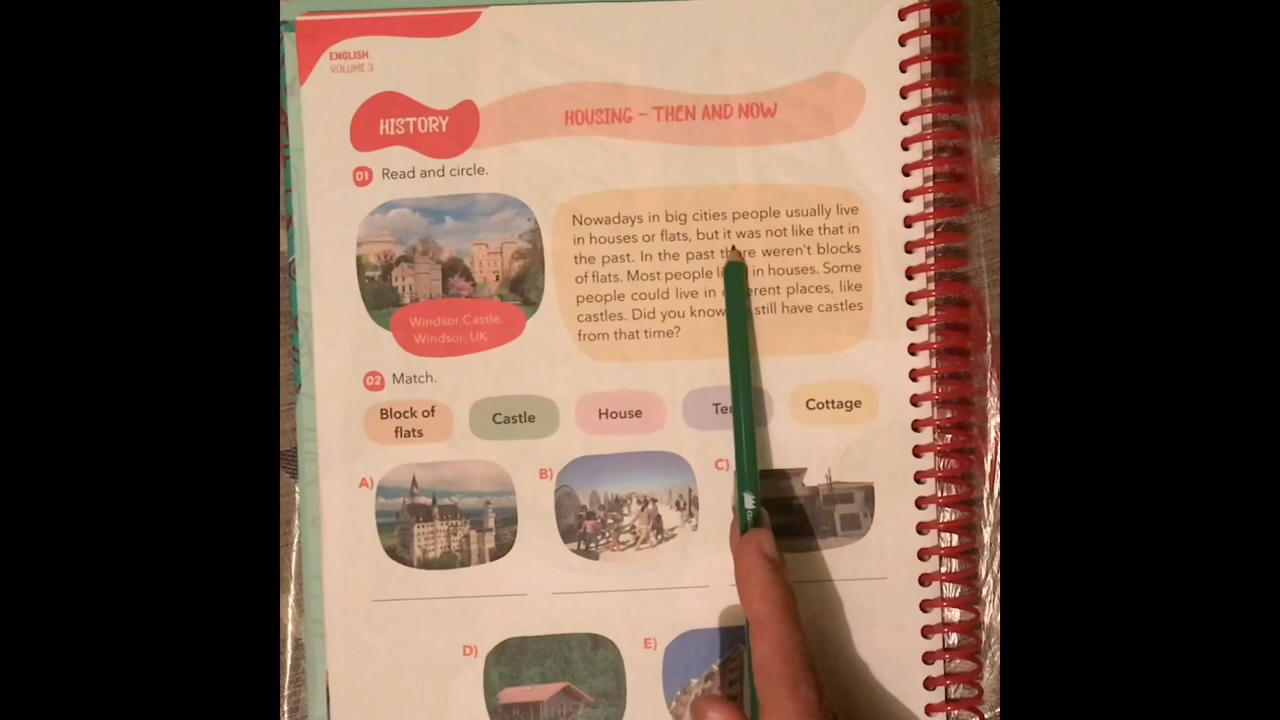 ENGLISH
VOLUME 3
HISTORY
HOUSING - THEN AND NOW
01 Read and circle.
Nowadays in big cities people usually live
in houses or flats, but it was not like that in
the past. In the past there weren't blocks
of flats. Most people in houses. Some
people could live in places, like
castles. Did you know still have castles
from that time?
Windsor Castle,
Windsor, UK
02 Match.
Block of
flats
Castle
House
Cottage
A)
B)
C)
D)
E)